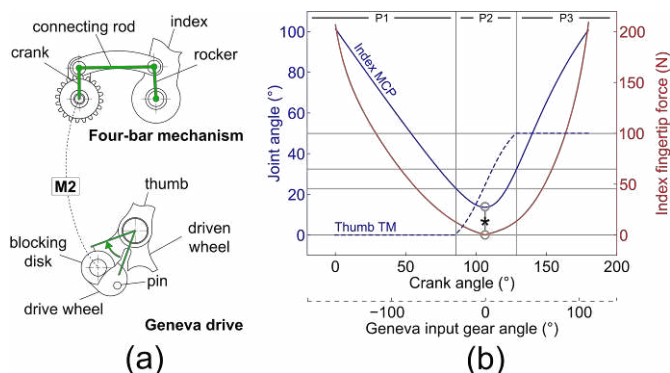 (a)
connecting rod
index
crank
rocker
Four-bar mechanism
M2
thumb
blocking
disk
driven
wheel
drive wheel
pin
Geneva drive
(a)
(b)
P1
P2
P3
Joint angle (°)
100
80
60
40
20
0
Index MCP
Thumb TM
*
200
150
100
50
0
Index fingertip force (N)
0
50
100
150
200
Crank angle (°)
−100
0
100
Geneva input gear angle (°)
(b)